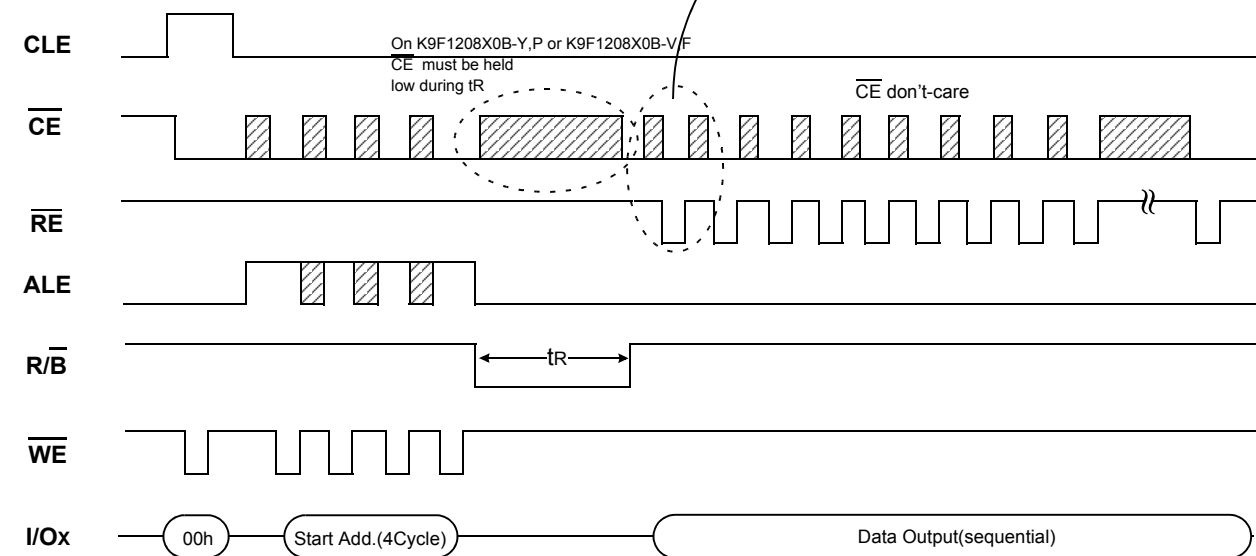 CLE
On K9F1208X0B-Y,P or K9F1208X0B-V,F
CE must be held
low during tR
CE don't-care
CE
RE
ALE
R/B
tR
WE
I/Ox
00h
Start Add.(4Cycle)
Data Output(sequential)